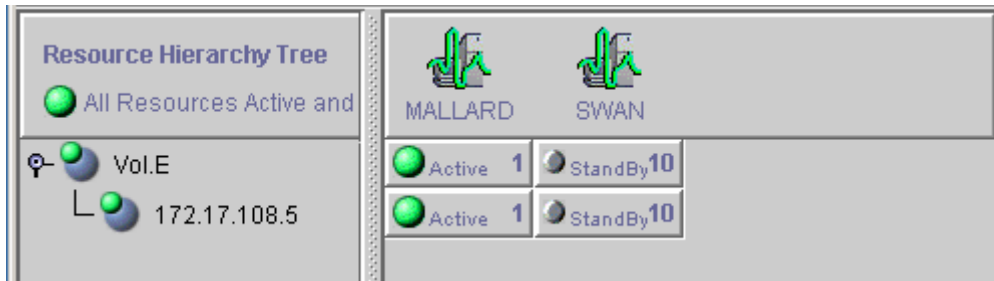 Resource Hierarchy Tree
All Resources Active and
MALLARD
SWAN
Vol.E
Active 1
StandBy 10
172.17.108.5
Active 1
StandBy 10